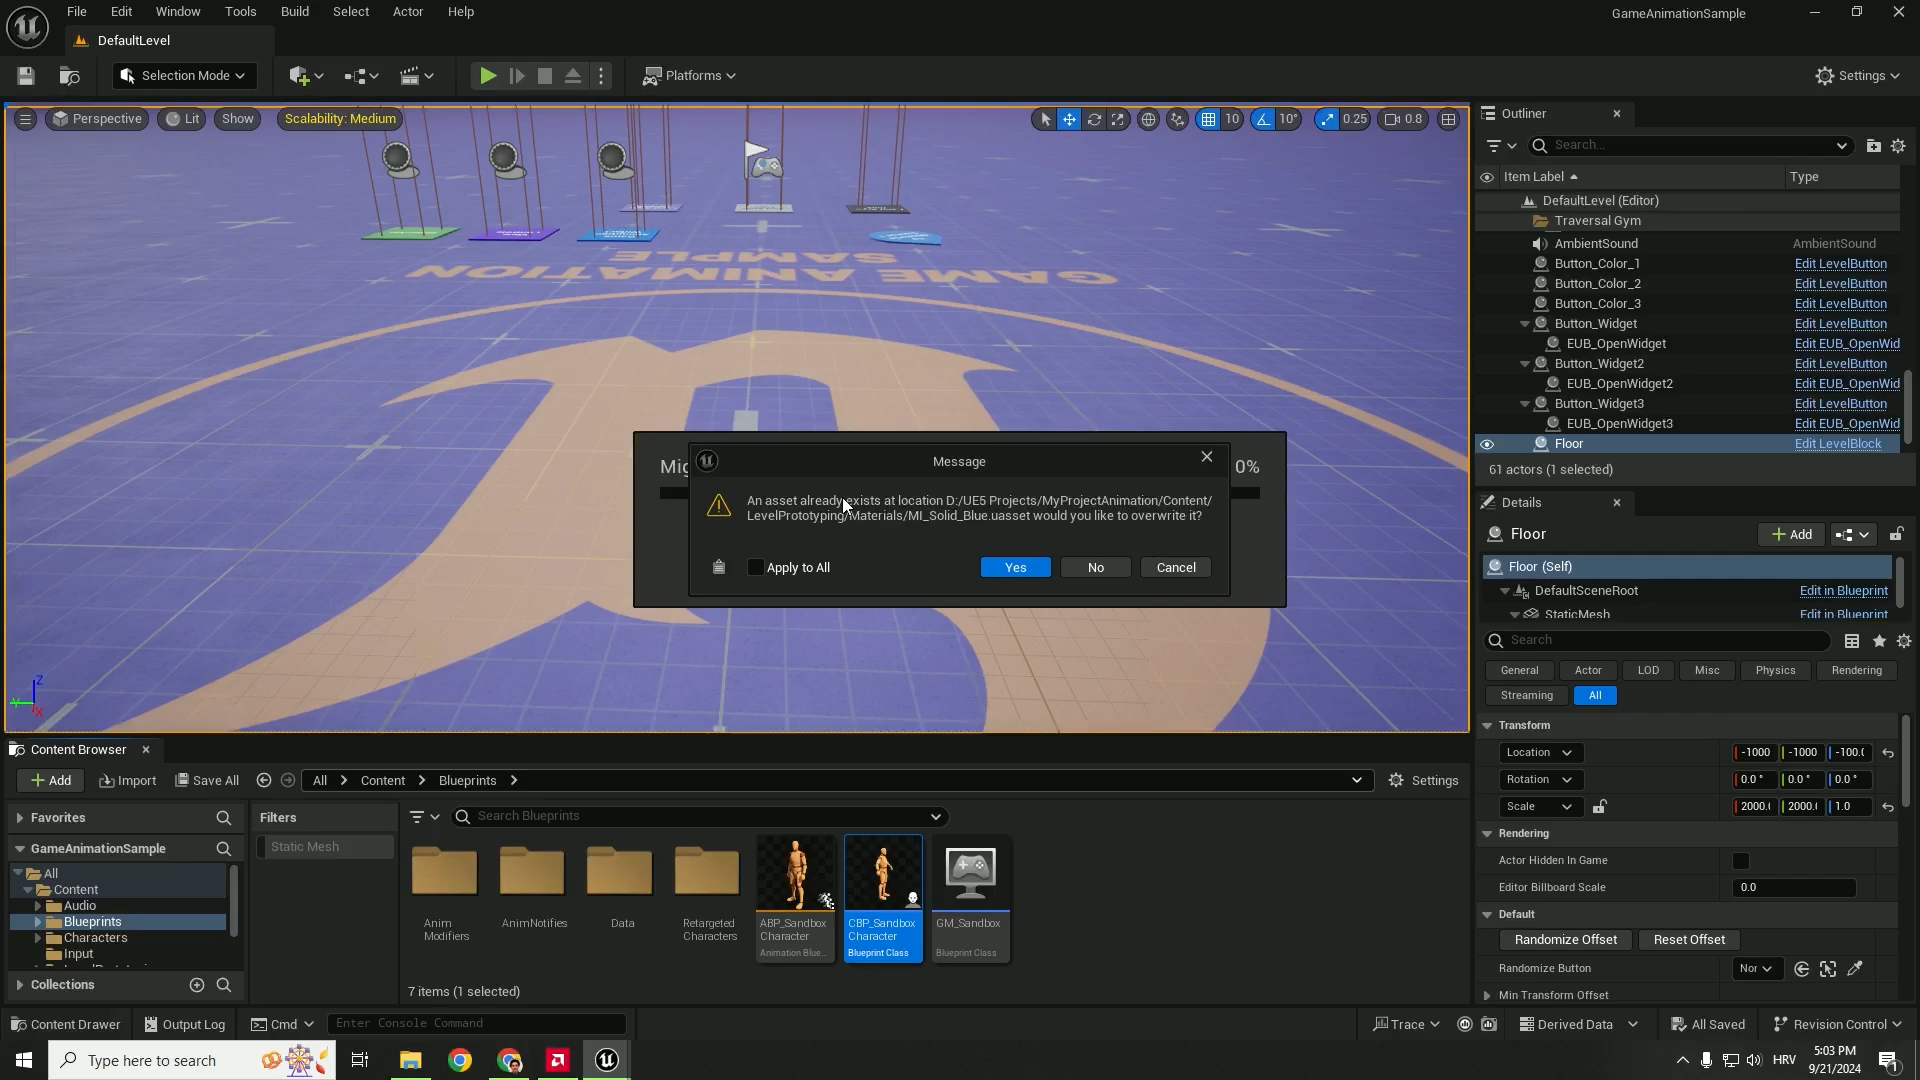 File Edit Window Tools Build Select Actor Help
GameAnimationSample
DefaultLevel
Selection Mode
Platforms
Settings
Perspective Lit Show Scalability: Medium
10 10° 0.25 0.8
GAME ANIMATION
SAMPLE
Outliner
Search...
Item Label Type
DefaultLevel (Editor)
Traversal Gym
AmbientSound AmbientSound
Button_Color_1 Edit LevelButton
Button_Color_2 Edit LevelButton
Button_Color_3 Edit LevelButton
Button_Widget Edit LevelButton
EUB_OpenWidget Edit EUB_OpenWid
Button_Widget2 Edit LevelButton
EUB_OpenWidget2 Edit EUB_OpenWid
Button_Widget3 Edit LevelButton
EUB_OpenWidget3 Edit EUB_OpenWid
Floor Edit LevelBlock
61 actors (1 selected)
Mig 0%
Message
An asset already exists at location D:/UE5 Projects/MyProjectAnimation/Content/
LevelPrototyping/Materials/MI_Solid_Blue.uasset would you like to overwrite it?
Apply to All Yes No Cancel
Details
Floor Add
Floor (Self)
DefaultSceneRoot Edit in Blueprint
StaticMesh Edit in Blueprint
Search
General Actor LOD Misc Physics Rendering
Streaming All
Transform
Location -1000 -1000 -100.
Rotation 0.0° 0.0° 0.0°
Scale 2000. 2000. 1.0
Rendering
Actor Hidden In Game
Editor Billboard Scale 0.0
Default
Randomize Offset Reset Offset
Randomize Button Nor
Min Transform Offset
Content Browser
Add Import Save All All Content Blueprints Settings
Favorites
GameAnimationSample
All
Content
Audio
Blueprints
Characters
Input
Collections
Filters
Static Mesh
Search Blueprints
Anim
Modifiers
AnimNotifies
Data
Retargeted
Characters
ABP_Sandbox
Character
Animation Blue...
CBP_Sandbox
Character
Blueprint Class
GM_Sandbox
Blueprint Class
7 items (1 selected)
Content Drawer Output Log Cmd Enter Console Command Trace Derived Data All Saved Revision Control
Type here to search
HRV
5:03 PM
9/21/2024
1